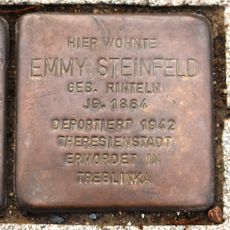 HIER WOHNTE
EMMY STEINFELD
GEB. RINTELN
JG. 1864
DEPORTIERT 1942
THERESIENSTADT
ERMORDET IN
TREBLINKA